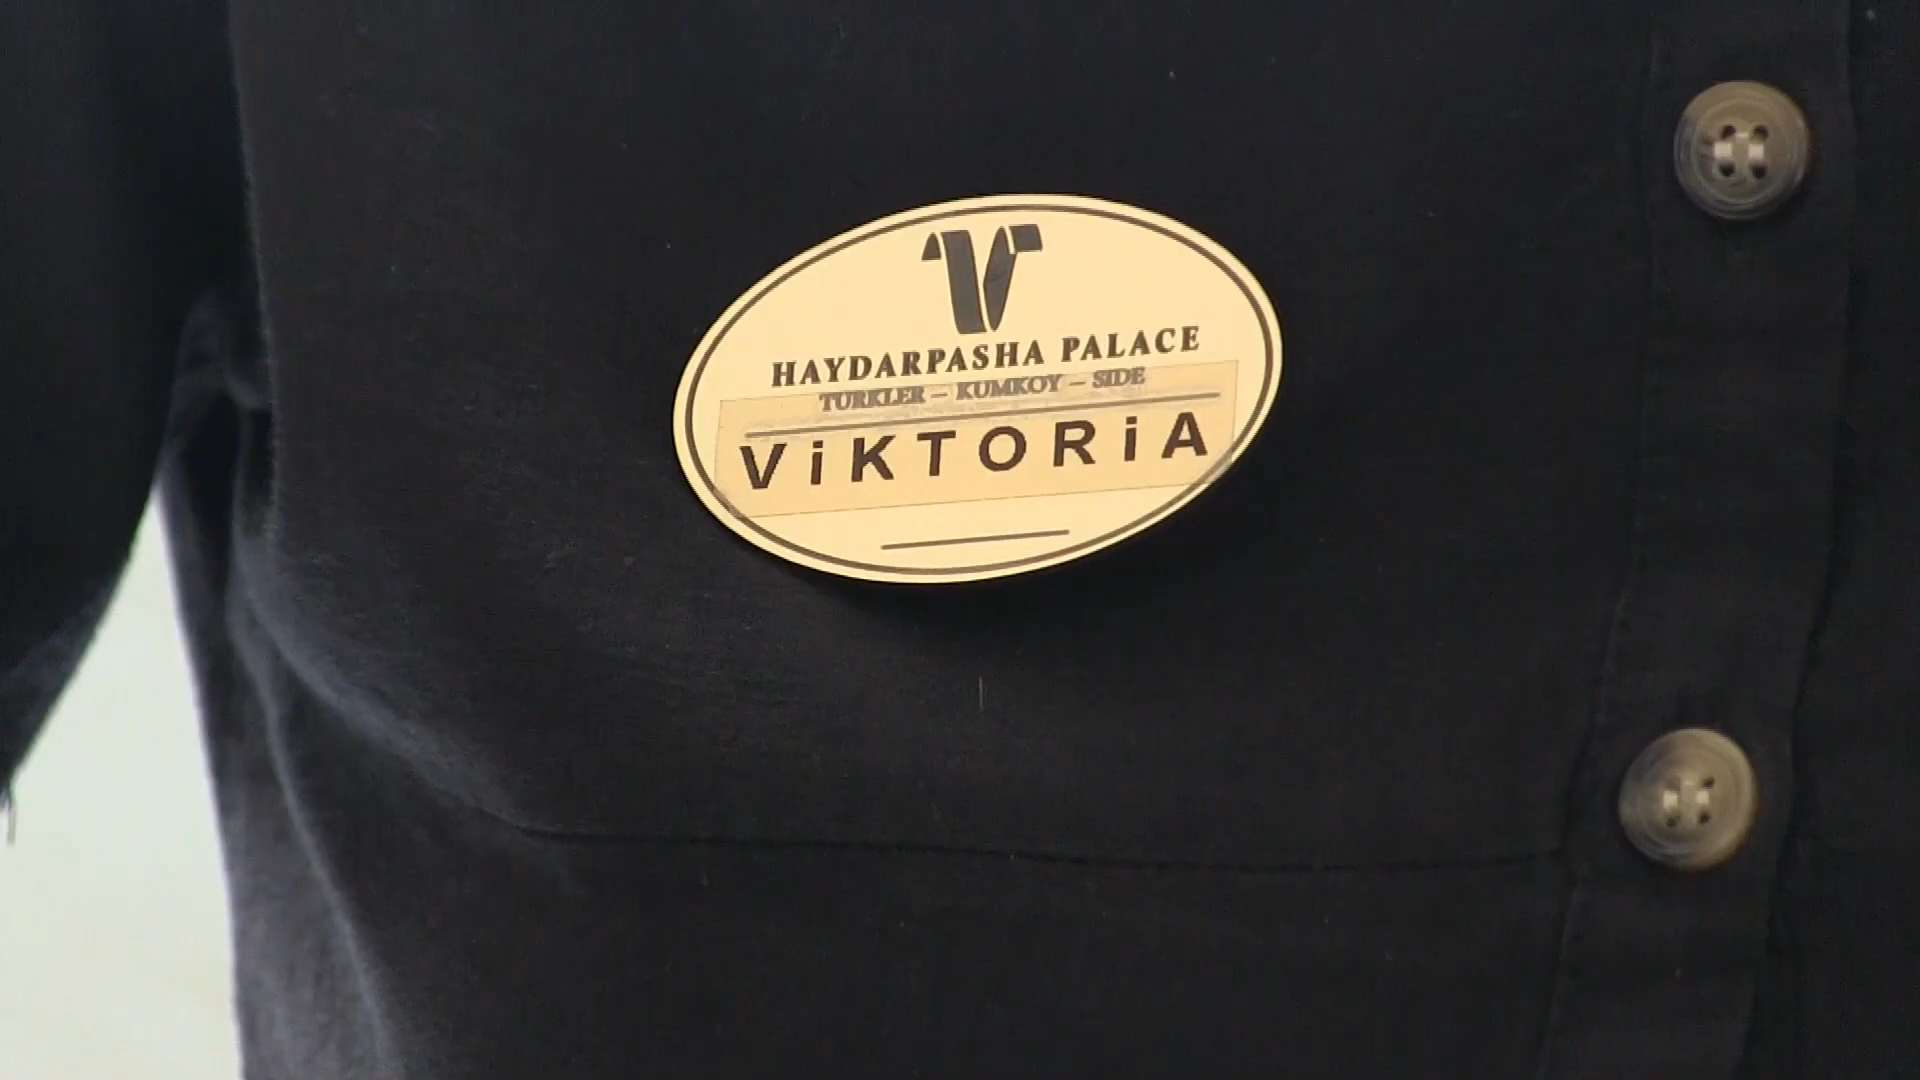 HAYDARPASHA PALACE
TURKLER – KUMKOY – SIDE
ViKTORiA